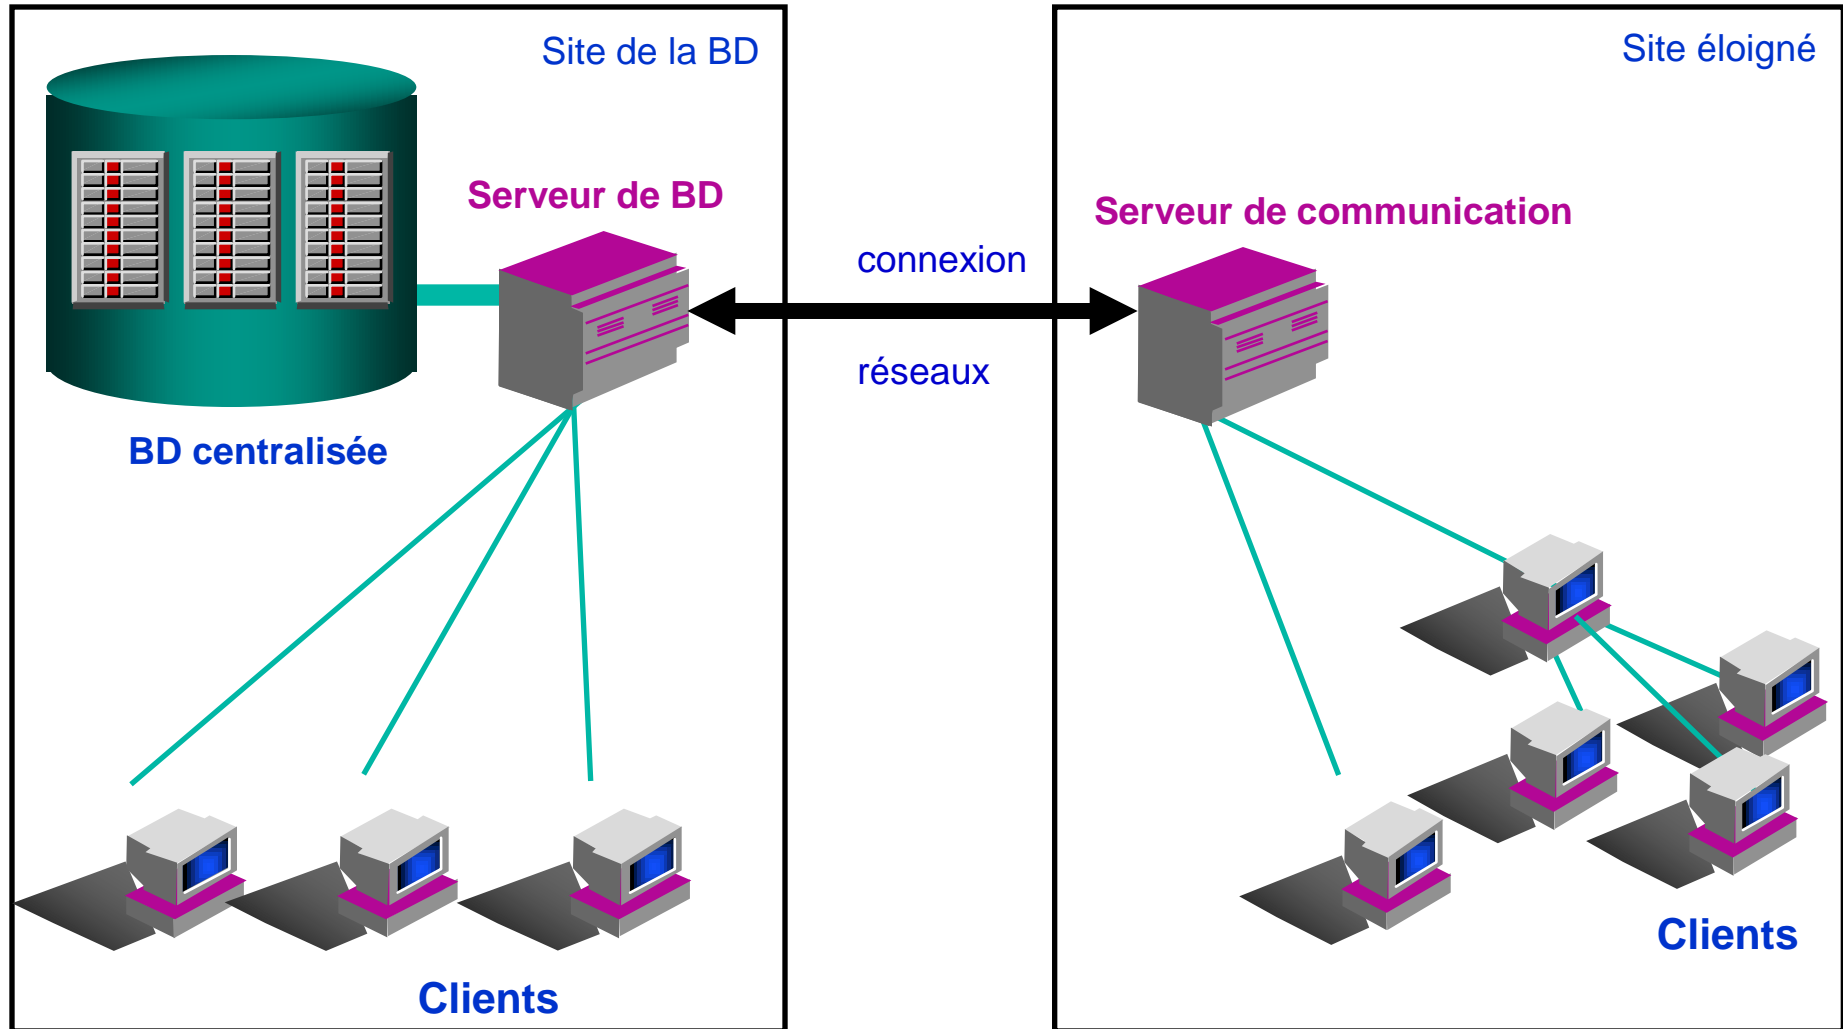 Site de la BD
Serveur de BD
BD centralisée
Clients
connexion
réseaux
Site éloigné
Serveur de communication
Clients